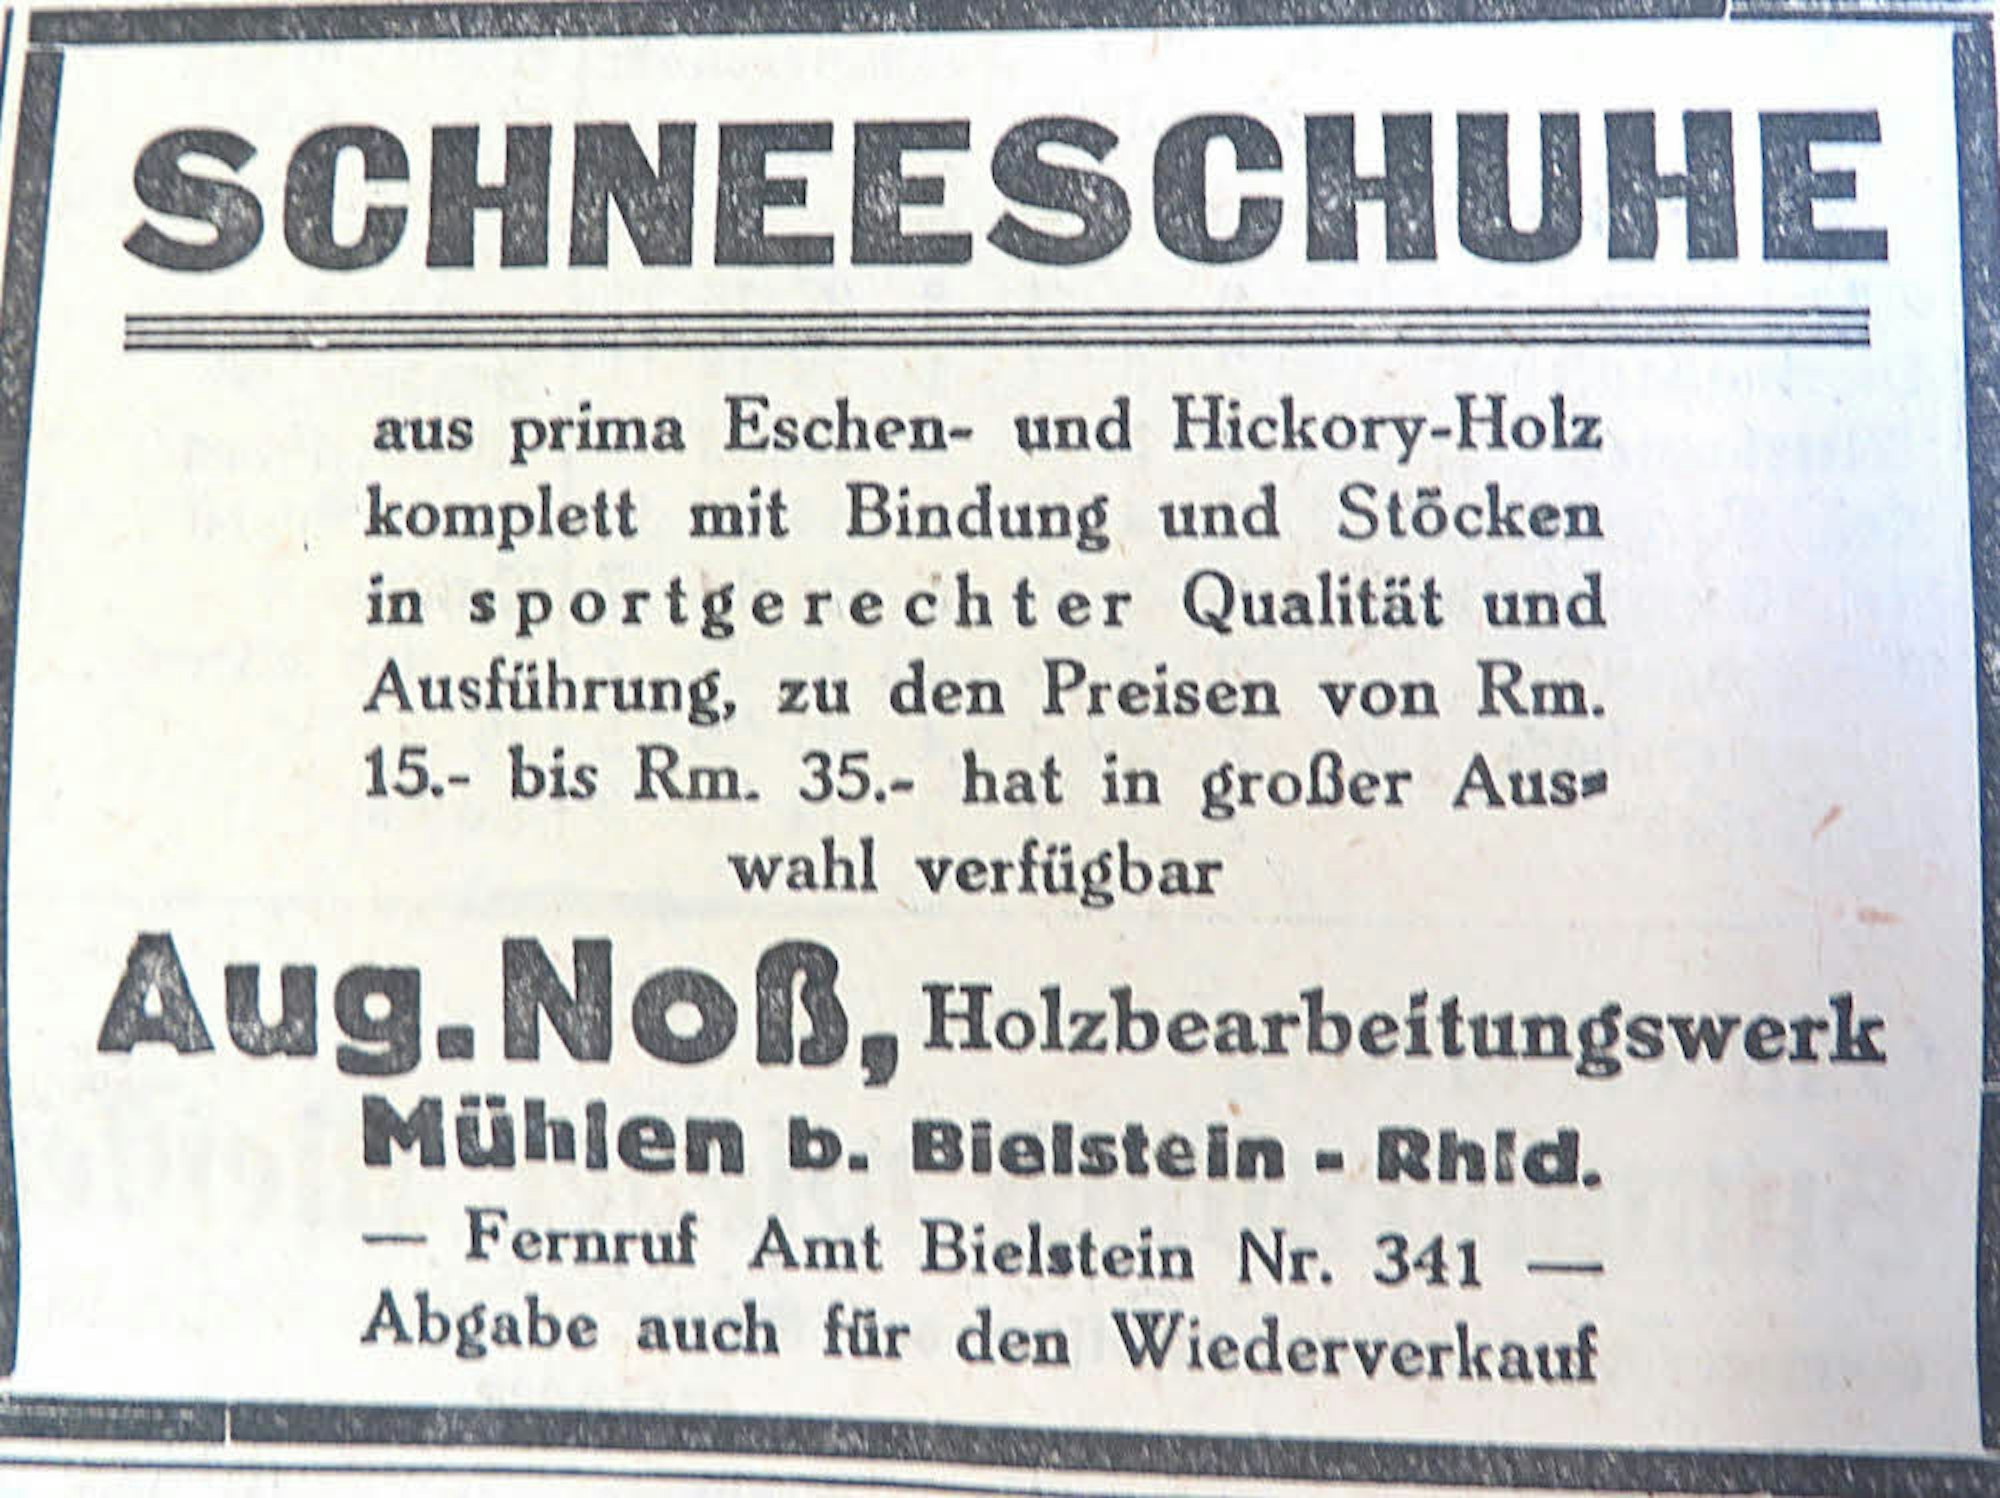 SCHNEESCHUHE
aus prima Eschen- und Hickory-Holz
komplett mit Bindung und Stöcken
in sportgerechter Qualität und
Ausführung, zu den Preisen von Rm.
15.- bis Rm. 35.- hat in großer Aus-
wahl verfügbar
Aug. Noß, Holzbearbeitungswerk
Mühlen b. Bielstein - Rhld.
— Fernruf Amt Bielstein Nr. 341 —
Abgabe auch für den Wiederverkauf